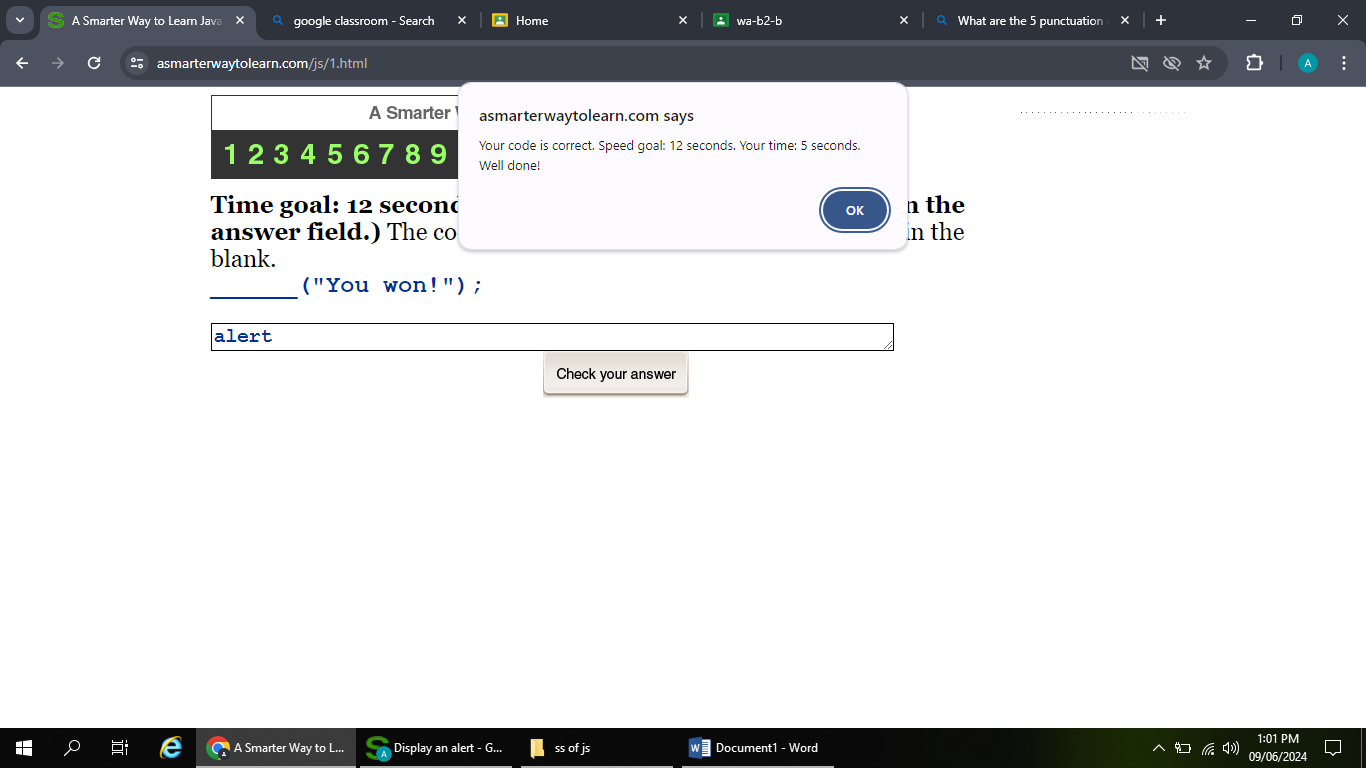 A Smarter Way to Learn Java
google classroom - Search
Home
wa-b2-b
What are the 5 punctuation
asmarterwaytolearn.com/js/1.html
A
A Smarter
1 2 3 4 5 6 7 8 9
asmarterwaytolearn.com says
Your code is correct. Speed goal: 12 seconds. Your time: 5 seconds.
Well done!
OK
Time goal: 12 second n the
answer field.) The co in the
blank.
______("You won!");
alert
Check your answer
A Smarter Way to L...
A
Display an alert - G...
ss of js
Document1 - Word
1:01 PM
09/06/2024